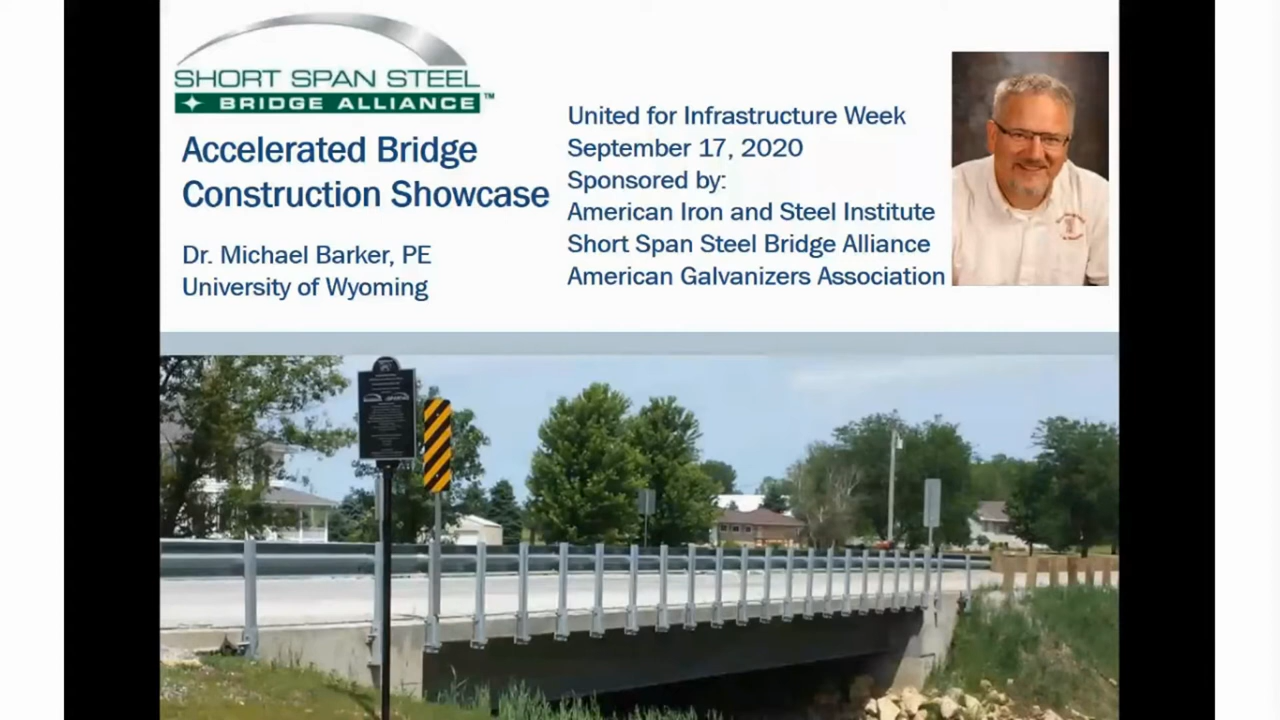 SHORT SPAN STEEL
BRIDGE ALLIANCE™
Accelerated Bridge
Construction Showcase
Dr. Michael Barker, PE
University of Wyoming
United for Infrastructure Week
September 17, 2020
Sponsored by:
American Iron and Steel Institute
Short Span Steel Bridge Alliance
American Galvanizers Association